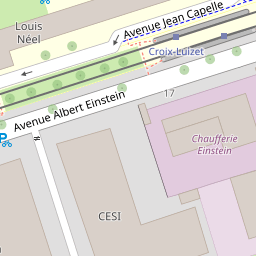 Louis
Néel
Avenue Jean Capelle
Croix-Luizet
Avenue Albert Einstein
17
Chaufferie
Einstein
CESI
P